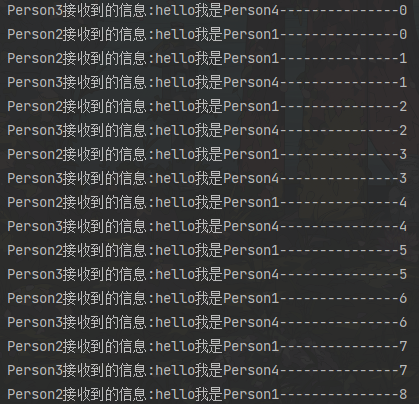 Person3接收到的信息:hello我是Person4---------------0
Person2接收到的信息:hello我是Person1---------------0
Person2接收到的信息:hello我是Person1---------------1
Person3接收到的信息:hello我是Person4---------------1
Person2接收到的信息:hello我是Person1---------------2
Person3接收到的信息:hello我是Person4---------------2
Person2接收到的信息:hello我是Person1---------------3
Person3接收到的信息:hello我是Person4---------------3
Person2接收到的信息:hello我是Person1---------------4
Person3接收到的信息:hello我是Person4---------------4
Person2接收到的信息:hello我是Person1---------------5
Person3接收到的信息:hello我是Person4---------------5
Person2接收到的信息:hello我是Person1---------------6
Person3接收到的信息:hello我是Person4---------------6
Person2接收到的信息:hello我是Person1---------------7
Person3接收到的信息:hello我是Person4---------------7
Person2接收到的信息:hello我是Person1---------------8